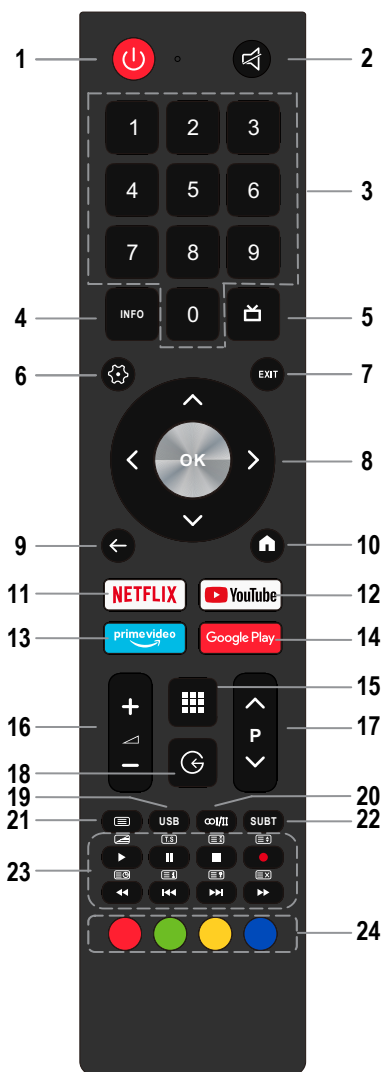 1
2
1 2 3
3
4 5 6
7 8 9
4
INFO
0
5
6
EXIT
7
OK
8
9
10
11
NETFLIX
YouTube
12
13
prime video
Google Play
14
15
16
P
17
18
19
20
21
USB
I/II
SUBT
22
T.S
23
24